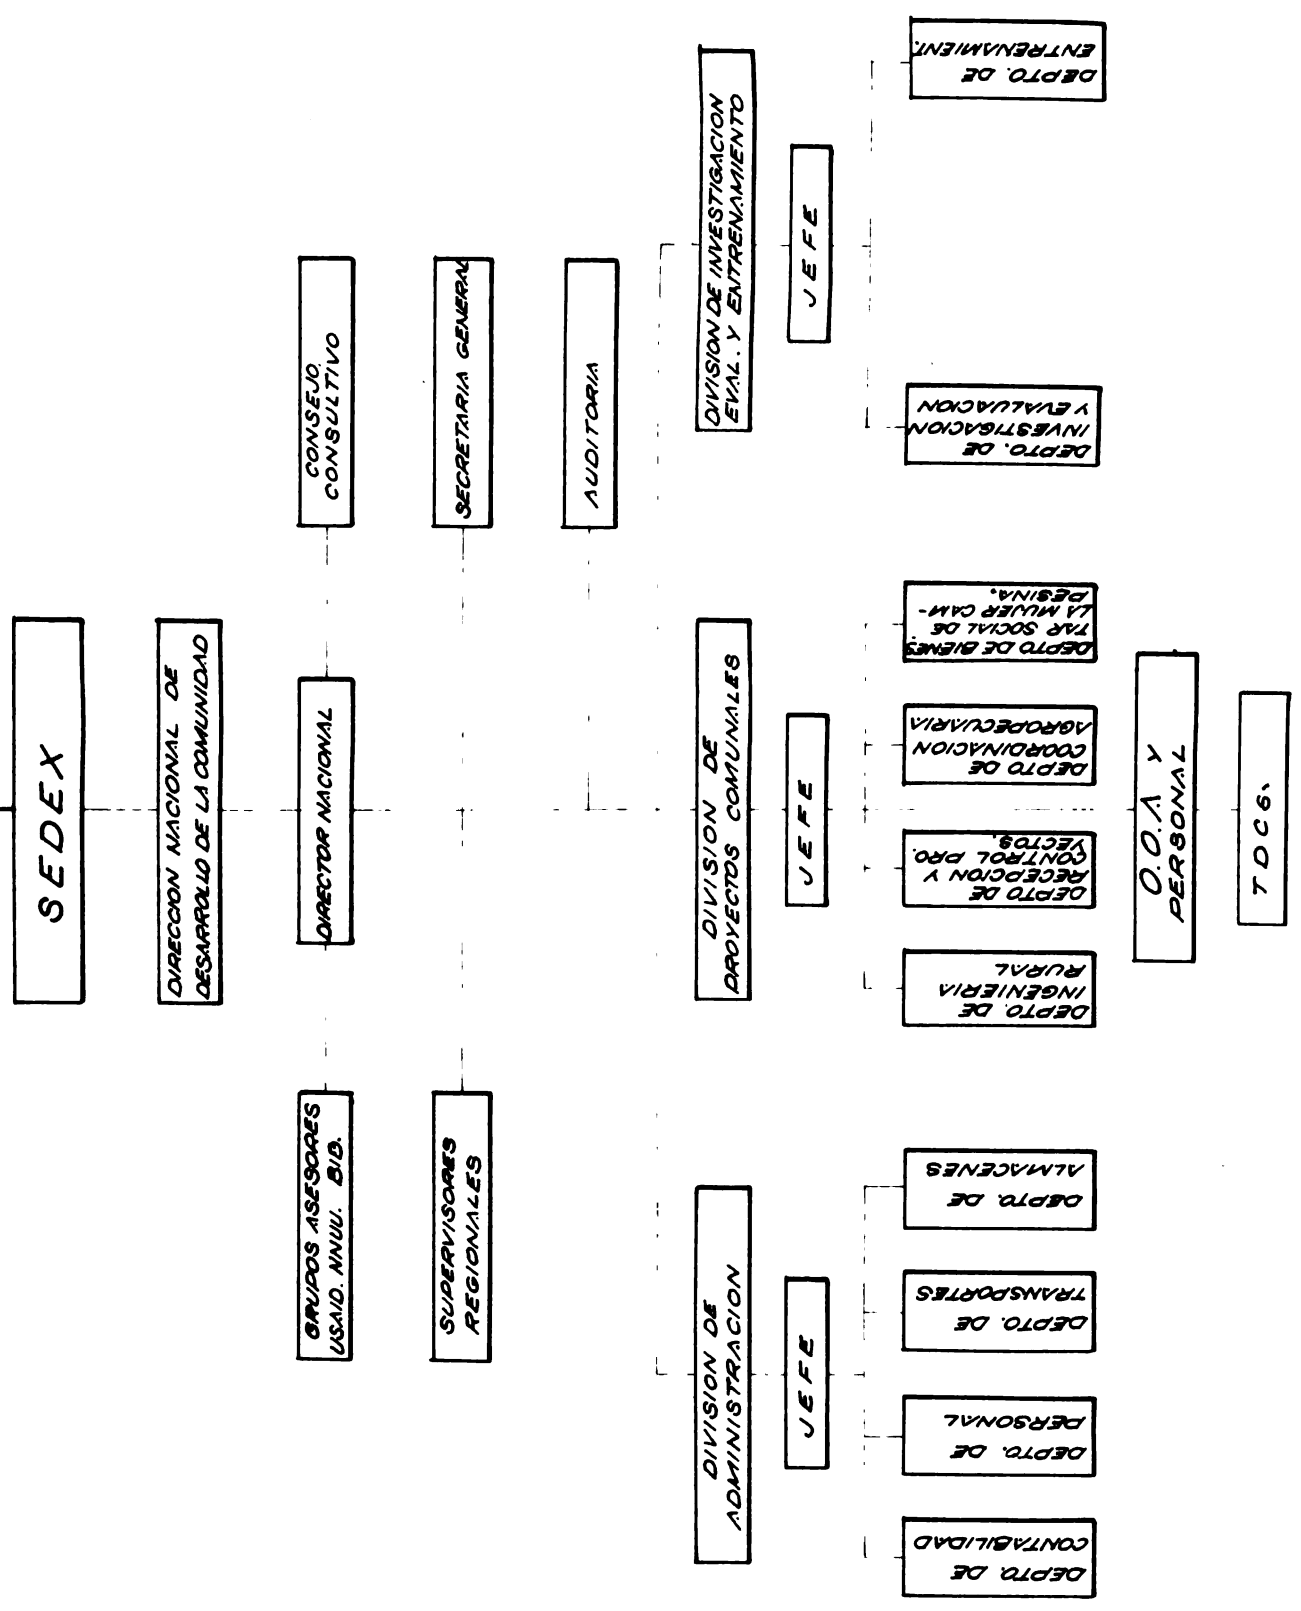 SEDEX
DIRECCION NACIONAL DE
DESARROLLO DE LA COMUNIDAD
GRUPOS ASESORES
USAID. NNUU. BID.
DIRECTOR NACIONAL
CONSEJO
CONSULTIVO
SUPERVISORES
REGIONALES
SECRETARIA GENERAL
AUDITORIA
DIVISION DE
ADMINISTRACION
DIVISION DE
PROYECTOS COMUNALES
DIVISION DE INVESTIGACION
EVAL. Y ENTRENAMIENTO
JEFE
JEFE
JEFE
DEPTO. DE
CONTABILIDAD
DEPTO. DE
PERSONAL
DEPTO. DE
TRANSPORTES
DEPTO. DE
ALMACENES
DEPTO. DE
INGENIERIA
RURAL
DEPTO DE
RECEPCION Y
CONTROL PRO.
YECTOS.
DEPTO DE
COORDINACION
AGROPECUARIA
DEPTO DE BIENES.
TAR SOCIAL DE
LA MUJER CAM-
PESINA.
DEPTO. DE
INVESTIGACION
Y EVALUACION
DEPTO. DE
ENTRENAMIENT.
O.O.A Y
PERSONAL
TDCG.